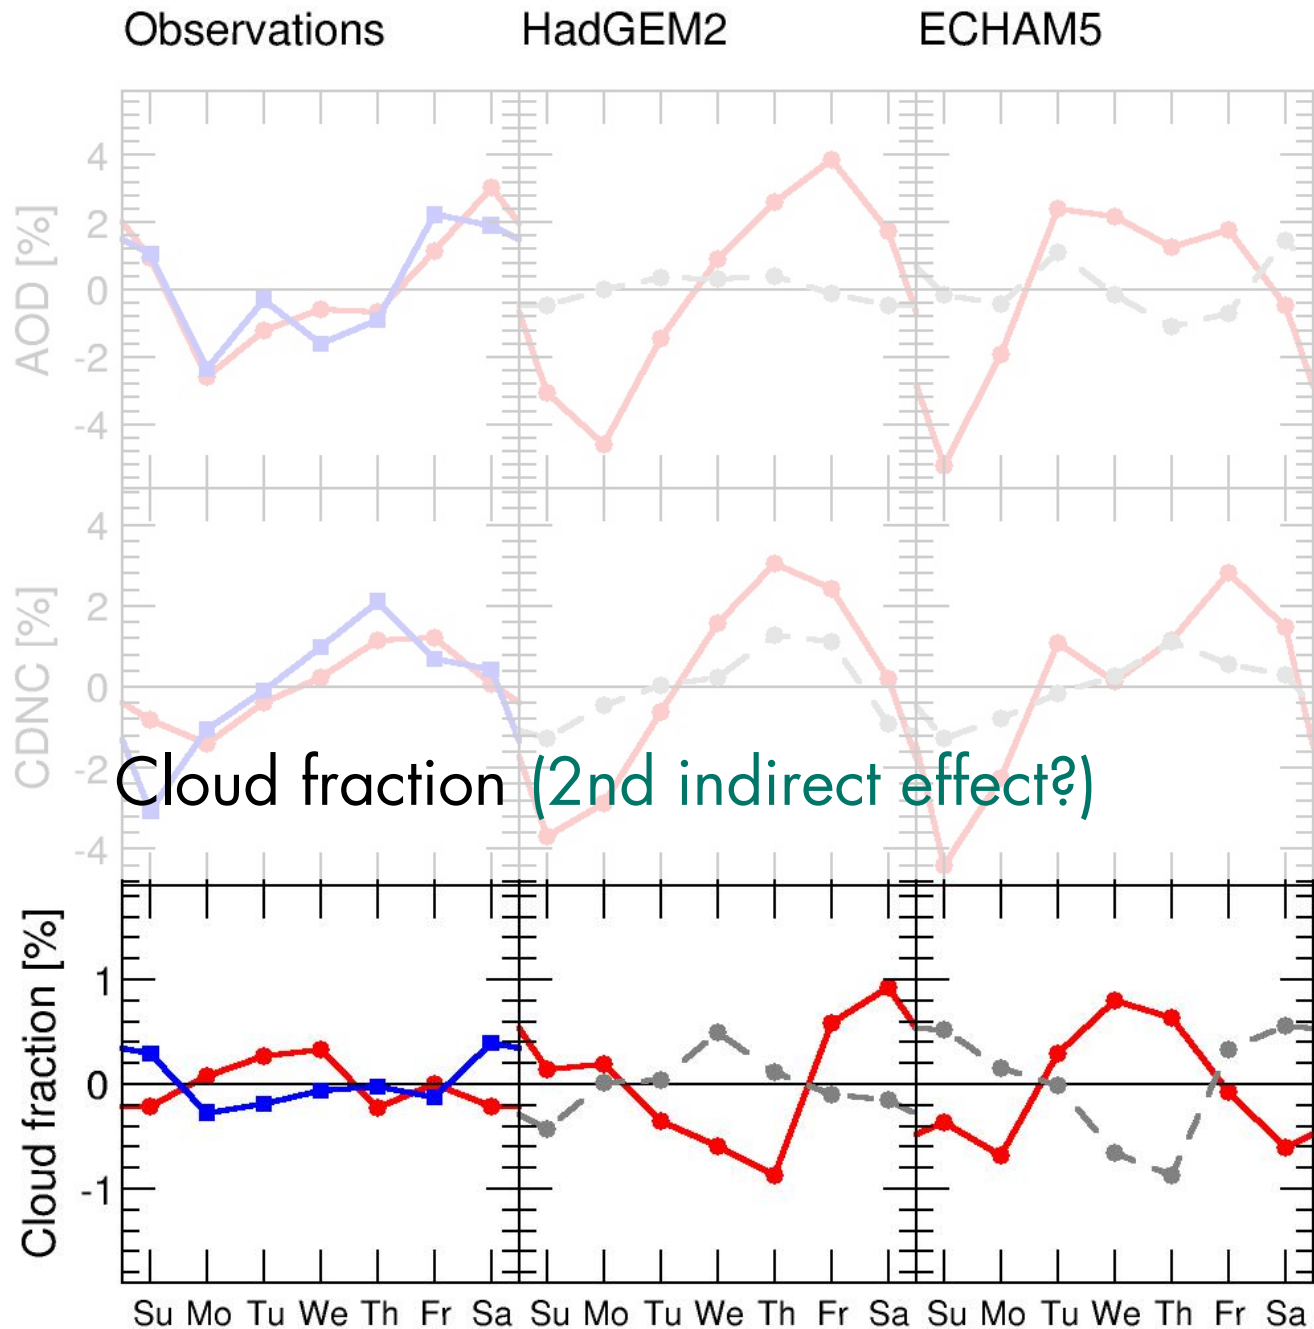 Observations HadGEM2 ECHAM5
AOD [%]
4
2
0
-2
-4
CDNC [%]
4
2
0
-2
-4
Cloud fraction (2nd indirect effect?)
Cloud fraction [%]
1
0
-1
Su Mo Tu We Th Fr Sa Su Mo Tu We Th Fr Sa Su Mo Tu We Th Fr Sa